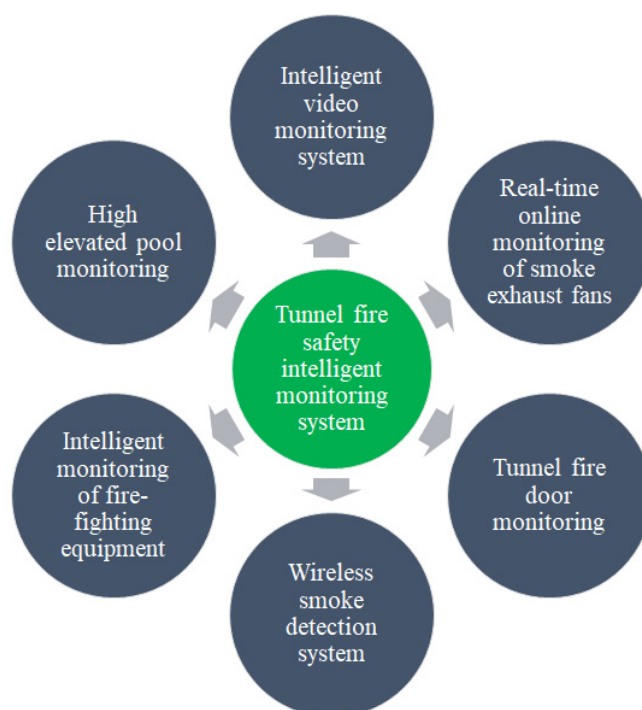 Intelligent
video
monitoring
system
High
elevated pool
monitoring
Real-time
online
monitoring
of smoke
exhaust fans
Tunnel fire
safety
intelligent
monitoring
system
Intelligent
monitoring
of fire-
fighting
equipment
Tunnel fire
door
monitoring
Wireless
smoke
detection
system